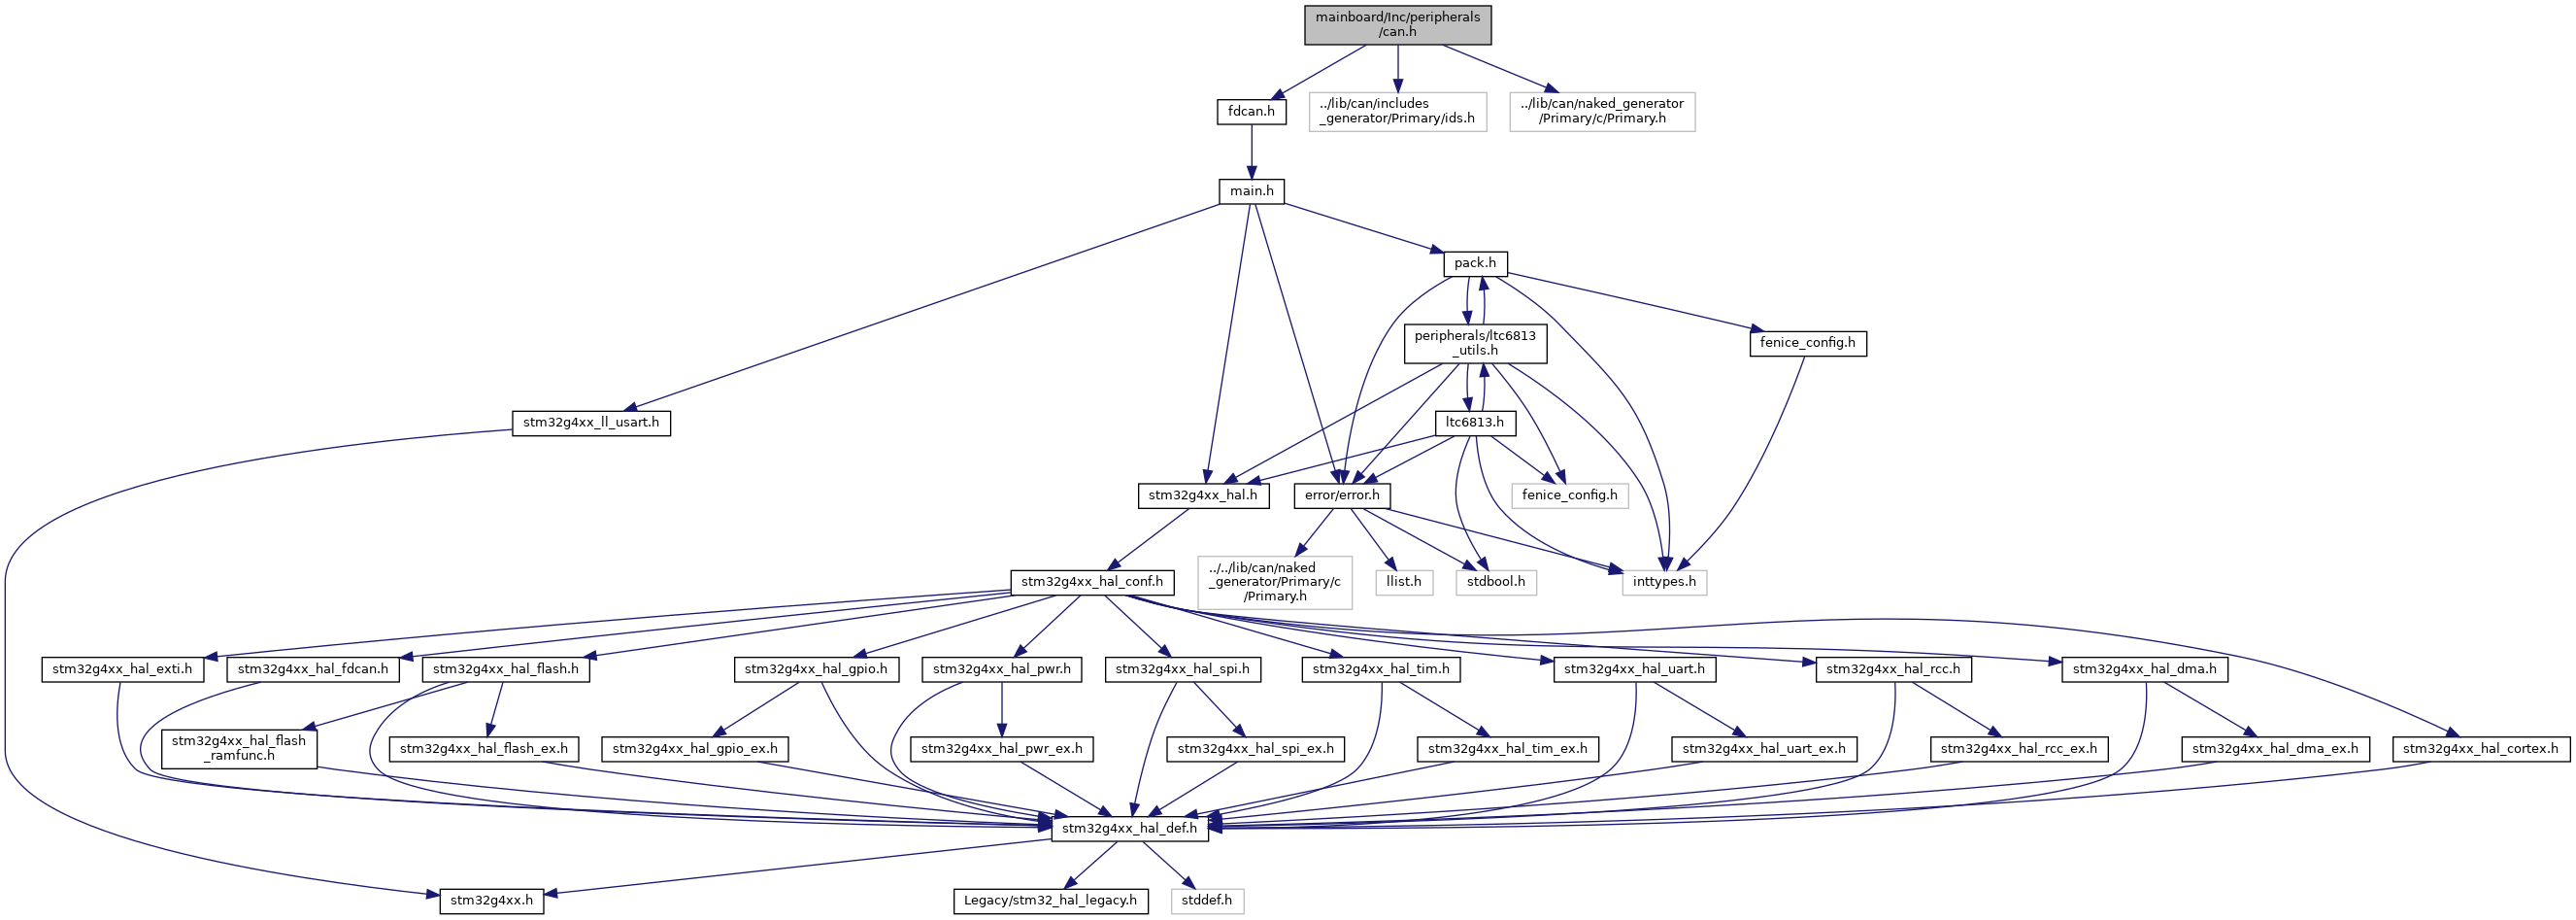 mainboard/Inc/peripherals
/can.h
fdcan.h
../lib/can/includes
_generator/Primary/ids.h
../lib/can/naked_generator
/Primary/c/Primary.h
main.h
pack.h
peripherals/ltc6813
_utils.h
fenice_config.h
stm32g4xx_ll_usart.h
ltc6813.h
stm32g4xx_hal.h
error/error.h
fenice_config.h
stm32g4xx_hal_conf.h
../../lib/can/naked
_generator/Primary/c
/Primary.h
llist.h
stdbool.h
inttypes.h
stm32g4xx_hal_exti.h
stm32g4xx_hal_fdcan.h
stm32g4xx_hal_flash.h
stm32g4xx_hal_gpio.h
stm32g4xx_hal_pwr.h
stm32g4xx_hal_spi.h
stm32g4xx_hal_tim.h
stm32g4xx_hal_uart.h
stm32g4xx_hal_rcc.h
stm32g4xx_hal_dma.h
stm32g4xx_hal_flash
_ramfunc.h
stm32g4xx_hal_flash_ex.h
stm32g4xx_hal_gpio_ex.h
stm32g4xx_hal_pwr_ex.h
stm32g4xx_hal_spi_ex.h
stm32g4xx_hal_tim_ex.h
stm32g4xx_hal_uart_ex.h
stm32g4xx_hal_rcc_ex.h
stm32g4xx_hal_dma_ex.h
stm32g4xx_hal_cortex.h
stm32g4xx_hal_def.h
stm32g4xx.h
Legacy/stm32_hal_legacy.h
stddef.h